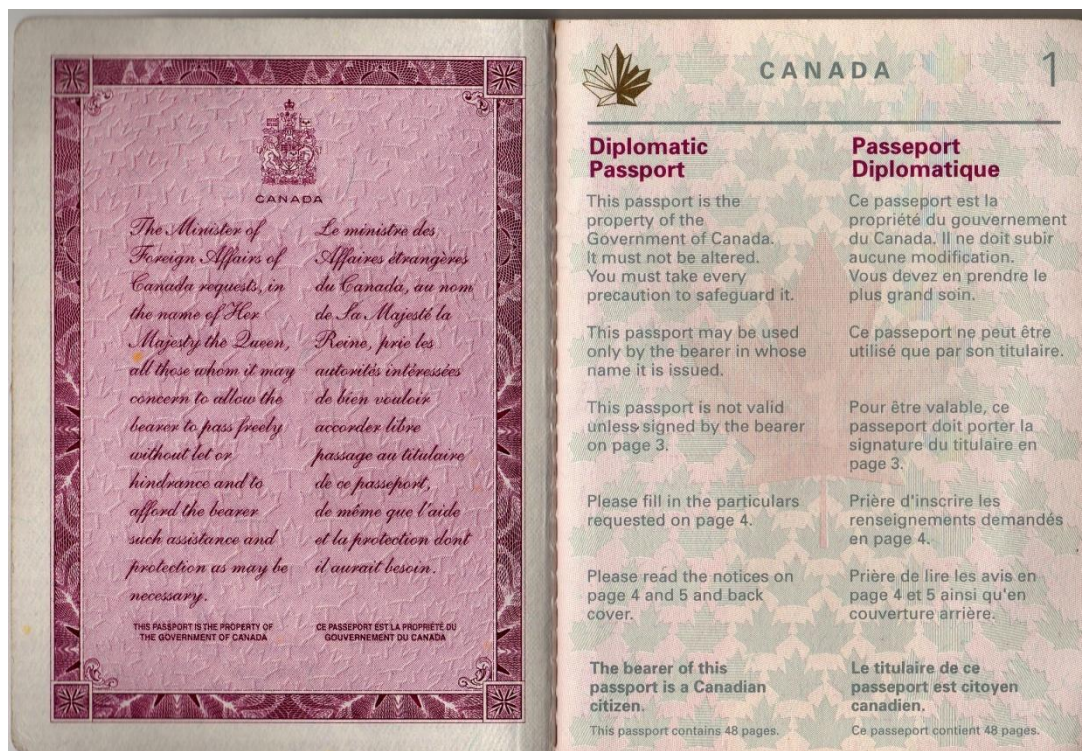 CANADA
The Minister of
Foreign Affairs of
Canada requests, in
the name of Her
Majesty the Queen,
all those whom it may
concern to allow the
bearer to pass freely
without let or
hindrance and to
afford the bearer
such assistance and
protection as may be
necessary.
THIS PASSPORT IS THE PROPERTY OF
THE GOVERNMENT OF CANADA
Le ministre des
Affaires étrangères
du Canada, au nom
de Sa Majesté la
Reine, prie les
autorités intéressées
de bien vouloir
accorder libre
passage au titulaire
de ce passeport,
de même que l'aide
et la protection dont
il aurait besoin.
CE PASSEPORT EST LA PROPRIÉTÉ DU
GOUVERNEMENT DU CANADA
CANADA
1
Diplomatic
Passport
This passport is the
property of the
Government of Canada.
It must not be altered.
You must take every
precaution to safeguard it.
This passport may be used
only by the bearer in whose
name it is issued.
This passport is not valid
unless signed by the bearer
on page 3.
Please fill in the particulars
requested on page 4.
Please read the notices on
page 4 and 5 and back
cover.
The bearer of this
passport is a Canadian
citizen.
This passport contains 48 pages.
Passeport
Diplomatique
Ce passeport est la
propriété du gouvernement
du Canada. Il ne doit subir
aucune modification.
Vous devez en prendre le
plus grand soin.
Ce passeport ne peut être
utilisé que par son titulaire.
Pour être valable, ce
passeport doit porter la
signature du titulaire en
page 3.
Prière d'inscrire les
renseignements demandés
en page 4.
Prière de lire les avis en
page 4 et 5 ainsi qu'en
couverture arrière.
Le titulaire de ce
passeport est citoyen
canadien.
Ce passeport contient 48 pages.